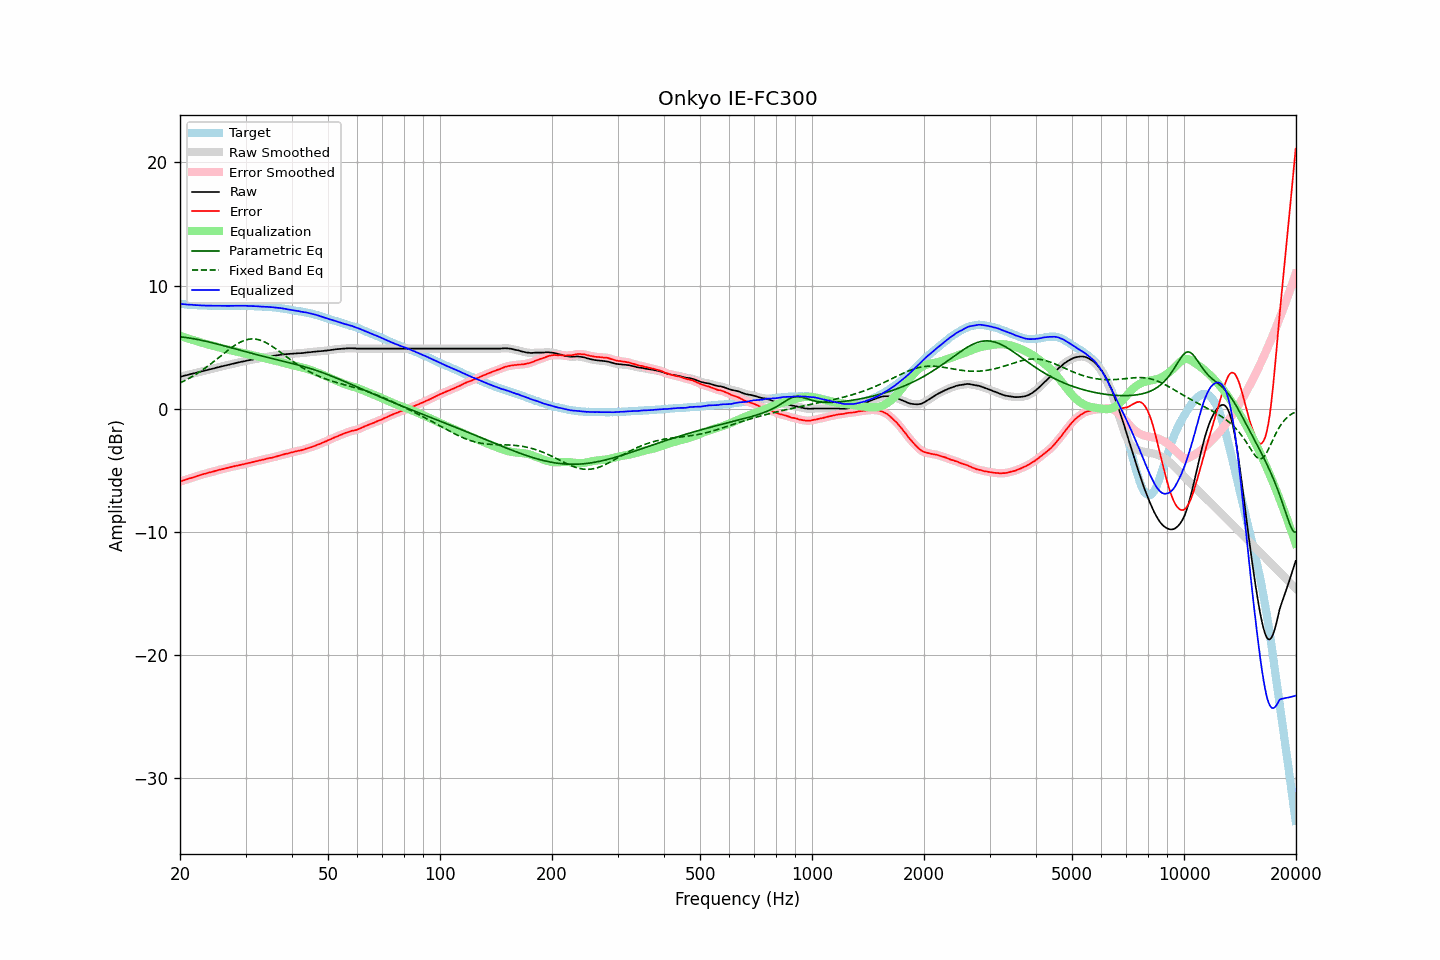 Onkyo IE-FC300
Target
Raw Smoothed
Error Smoothed
Raw
Error
Equalization
Parametric Eq
Fixed Band Eq
Equalized
20
10
0
−10
−20
−30
Amplitude (dBr)
20
50
100
200
500
1000
2000
5000
10000
20000
Frequency (Hz)